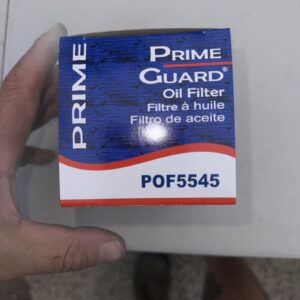 PRIME
PRIME
GUARD®
Oil Filter
Filtre à huile
Filtro de aceite
POF5545